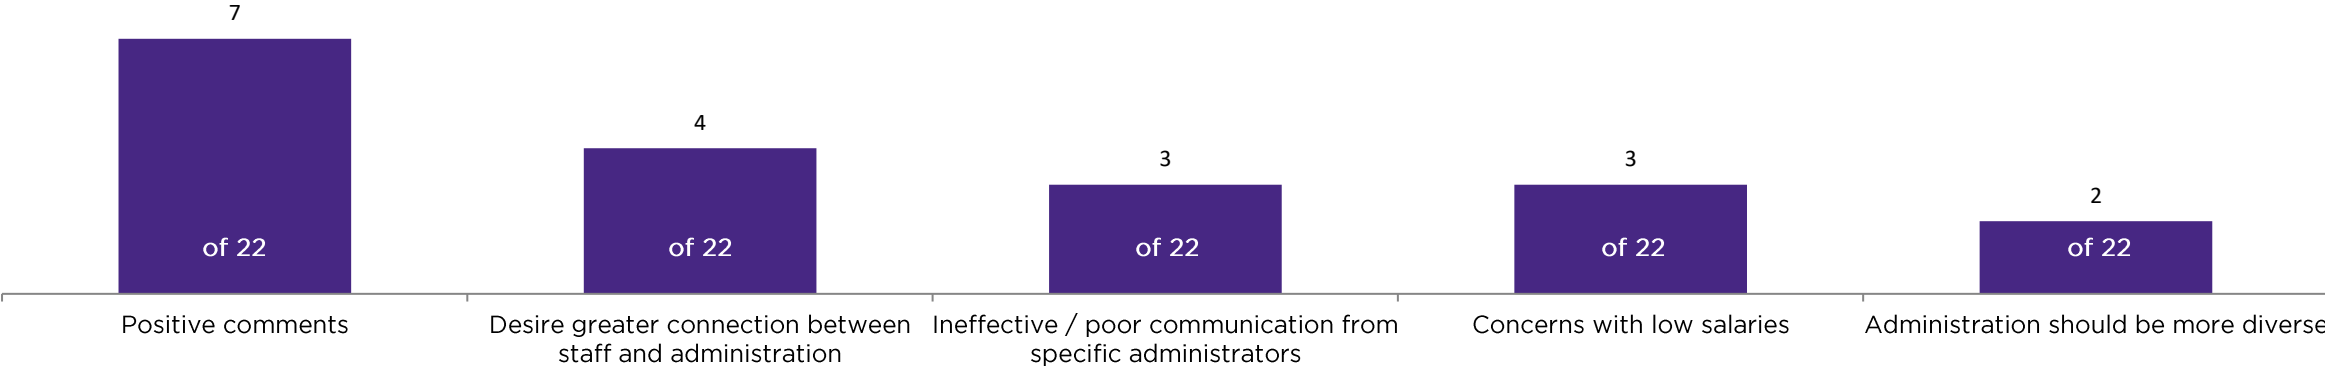 7
4
3
3
2
of 22
of 22
of 22
of 22
of 22
Positive comments
Desire greater connection between
staff and administration
Ineffective / poor communication from
specific administrators
Concerns with low salaries
Administration should be more diverse